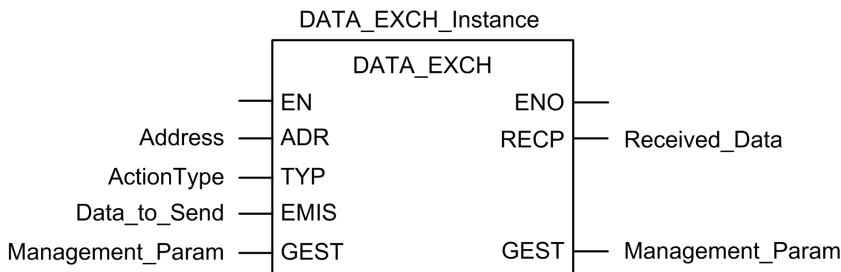 DATA_EXCH_Instance
DATA_EXCH
EN ENO
Address ADR RECP Received_Data
ActionType TYP
Data_to_Send EMIS
Management_Param GEST GEST Management_Param